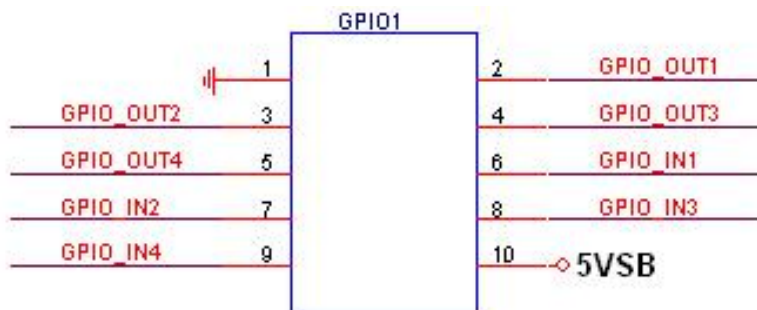 GPIO1
1 2 GPIO_OUT1
GPIO_OUT2 3 4 GPIO_OUT3
GPIO_OUT4 5 6 GPIO_IN1
GPIO_IN2 7 8 GPIO_IN3
GPIO_IN4 9 10 5VSB